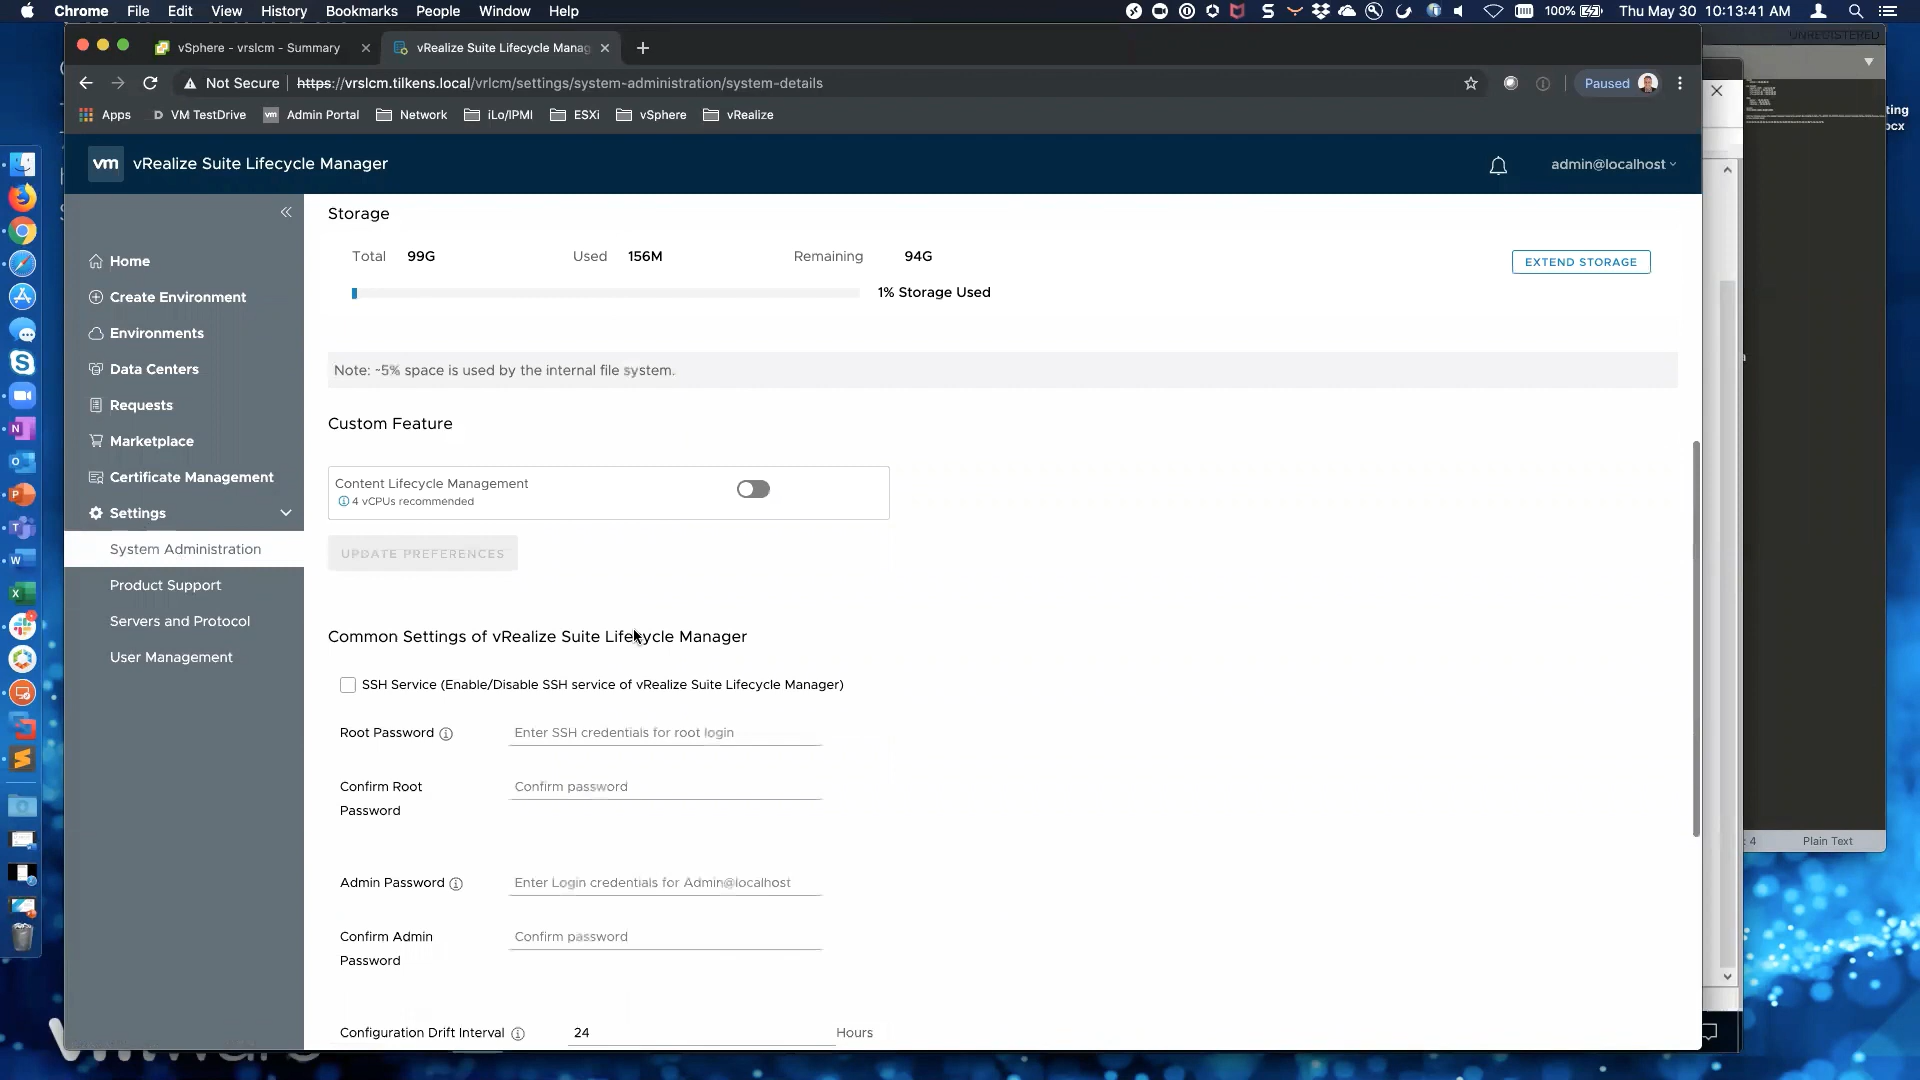 Chrome File Edit View History Bookmarks People Window Help
100% Thu May 30 10:13:41 AM
UNREGISTERED
vSphere - vrslcm - Summary
vRealize Suite Lifecycle Manag
Not Secure https://vrslcm.tilkens.local/vrlcm/settings/system-administration/system-details
Paused
Apps VM TestDrive vm Admin Portal Network iLo/IPMI ESXi vSphere vRealize
ting
ocx
vm vRealize Suite Lifecycle Manager
admin@localhost
Home
Create Environment
Environments
Data Centers
Requests
Marketplace
Certificate Management
Settings
System Administration
Product Support
Servers and Protocol
User Management
Storage
Total 99G Used 156M Remaining 94G
EXTEND STORAGE
1% Storage Used
Note: ~5% space is used by the internal file system.
Custom Feature
Content Lifecycle Management
4 vCPUs recommended
UPDATE PREFERENCES
Common Settings of vRealize Suite Lifecycle Manager
SSH Service (Enable/Disable SSH service of vRealize Suite Lifecycle Manager)
Root Password Enter SSH credentials for root login
Confirm Root Password Confirm password
Admin Password Enter Login credentials for Admin@localhost
Confirm Admin Password Confirm password
Configuration Drift Interval 24 Hours
: 4 Plain Text